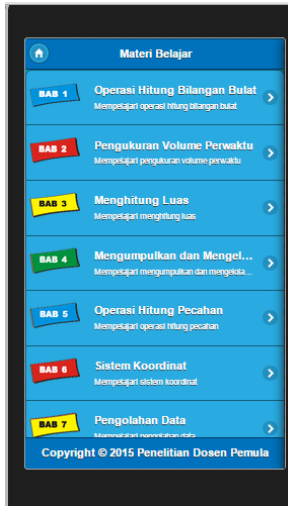 Materi Belajar
BAB 1
Operasi Hitung Bilangan Bulat
Mempelajari operasi hitung bilangan bulat
BAB 2
Pengukuran Volume Perwaktu
Mempelajari pengukuran volume perwaktu
BAB 3
Menghitung Luas
Mempelajari menghitung luas
BAB 4
Mengumpulkan dan Mengel...
Mempelajari mengumpulkan dan mengelola...
BAB 5
Operasi Hitung Pecahan
Mempelajari operasi hitung pecahan
BAB 6
Sistem Koordinat
Mempelajari sistem koordinat
BAB 7
Pengolahan Data
Mempelajari pengolahan data
Copyright © 2015 Penelitian Dosen Pemula